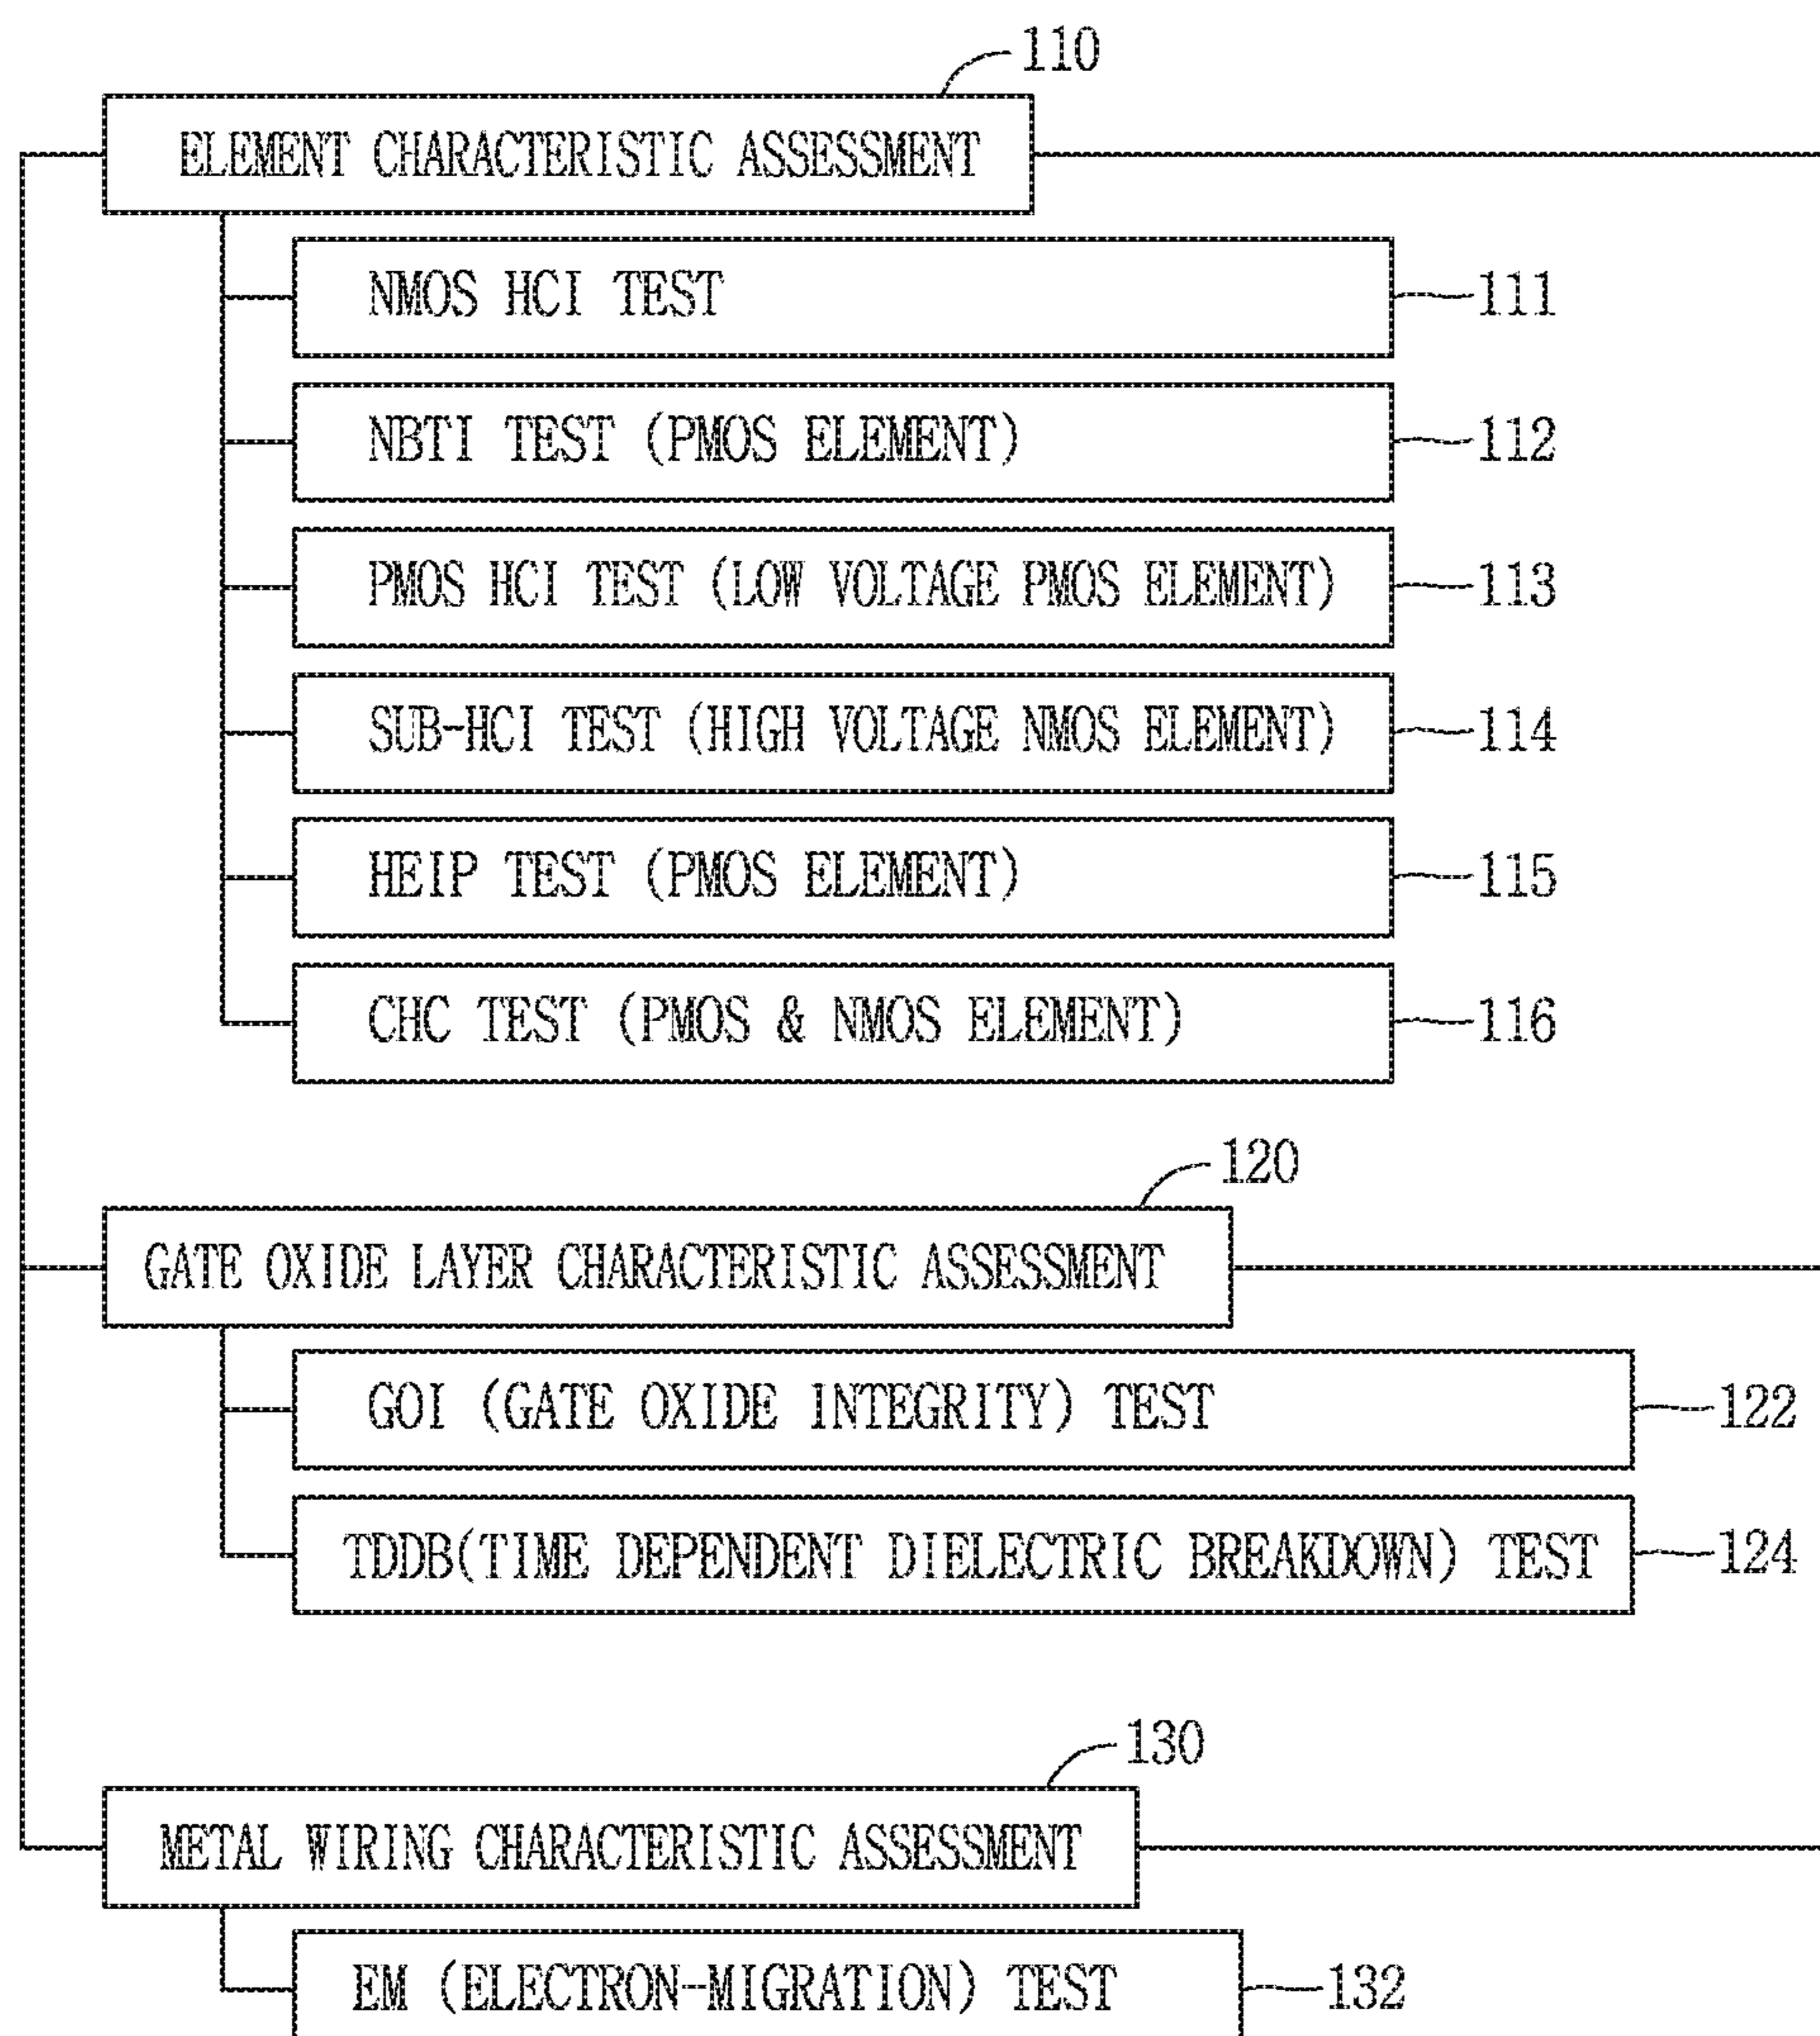 110
ELEMENT CHARACTERISTIC ASSESSMENT
NMOS HCI TEST
111
NBTI TEST (PMOS ELEMENT)
112
PMOS HCI TEST (LOW VOLTAGE PMOS ELEMENT)
113
SUB-HCI TEST (HIGH VOLTAGE NMOS ELEMENT)
114
HEIP TEST (PMOS ELEMENT)
115
CHC TEST (PMOS & NMOS ELEMENT)
116
120
GATE OXIDE LAYER CHARACTERISTIC ASSESSMENT
GOI (GATE OXIDE INTEGRITY) TEST
122
TDDB(TIME DEPENDENT DIELECTRIC BREAKDOWN) TEST
124
130
METAL WIRING CHARACTERISTIC ASSESSMENT
EM (ELECTRON-MIGRATION) TEST
132